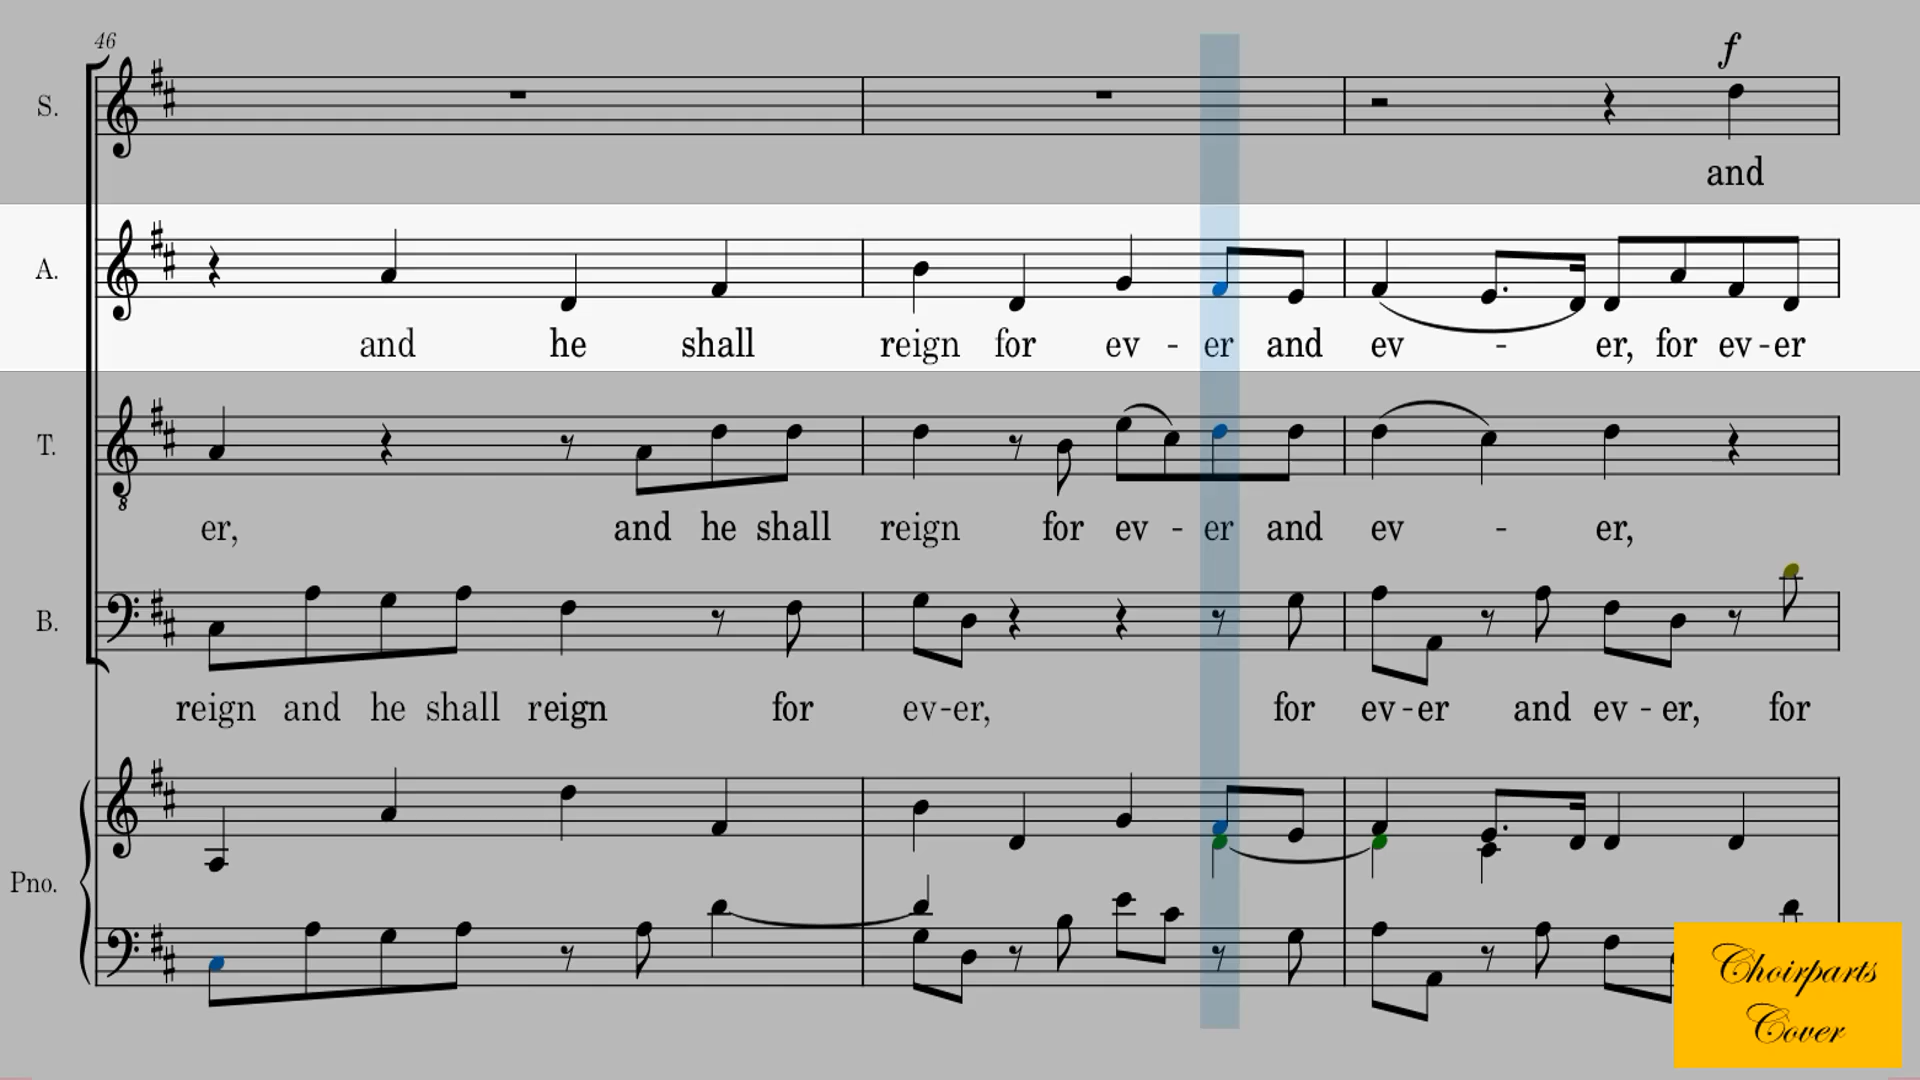 46
f
S.
and
A.
and he shall reign for ev - er and ev - er, for ev - er
T.
er, and he shall reign for ev - er and ev - er,
8
B.
reign and he shall reign for ev - er, for ev - er and ev - er, for
Pno.
Choirparts
Cover